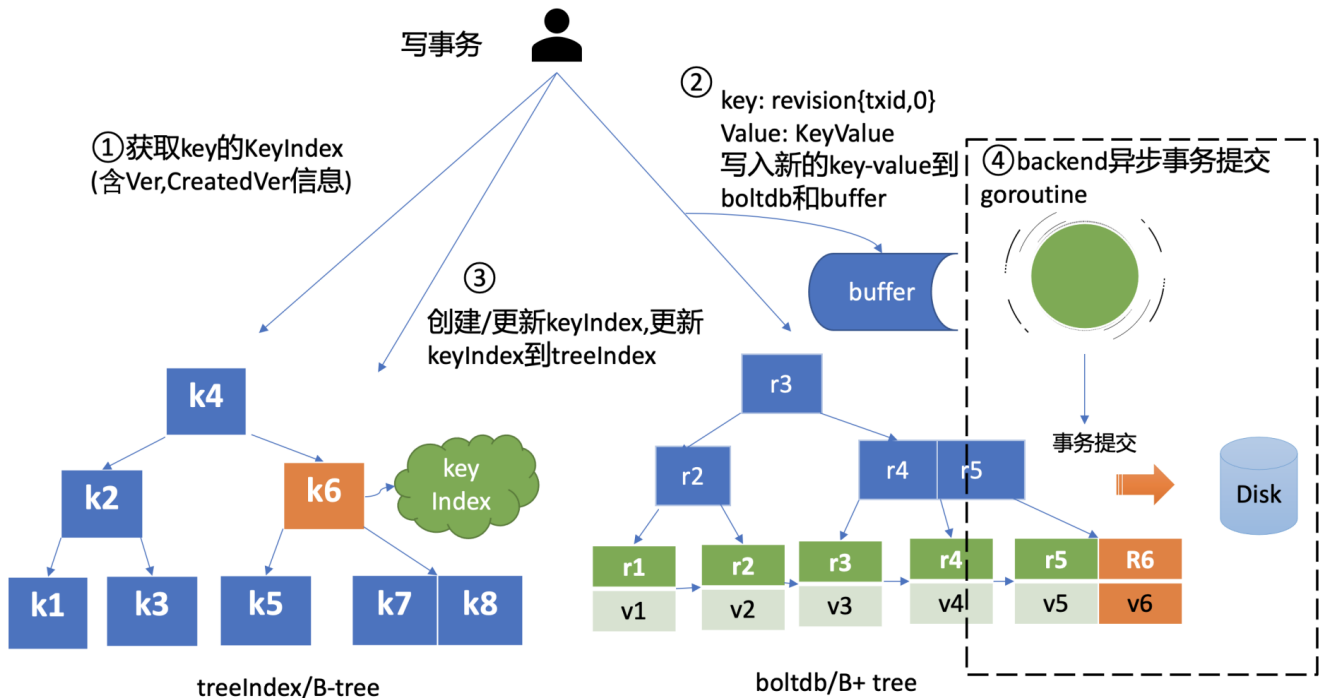 写事务
①获取key的KeyIndex
(含Ver,CreatedVer信息)
②
key: revision{txid,0}
Value: KeyValue
写入新的key-value到
boltdb和buffer
③
创建/更新keyIndex,更新
keyIndex到treeIndex
④backend异步事务提交
goroutine
buffer
事务提交
Disk
k4
k2
k6
key
Index
k1
k3
k5
k7
k8
treeIndex/B-tree
r3
r2
r4
r5
r1
r2
r3
r4
r5
R6
v1
v2
v3
v4
v5
v6
boltdb/B+ tree